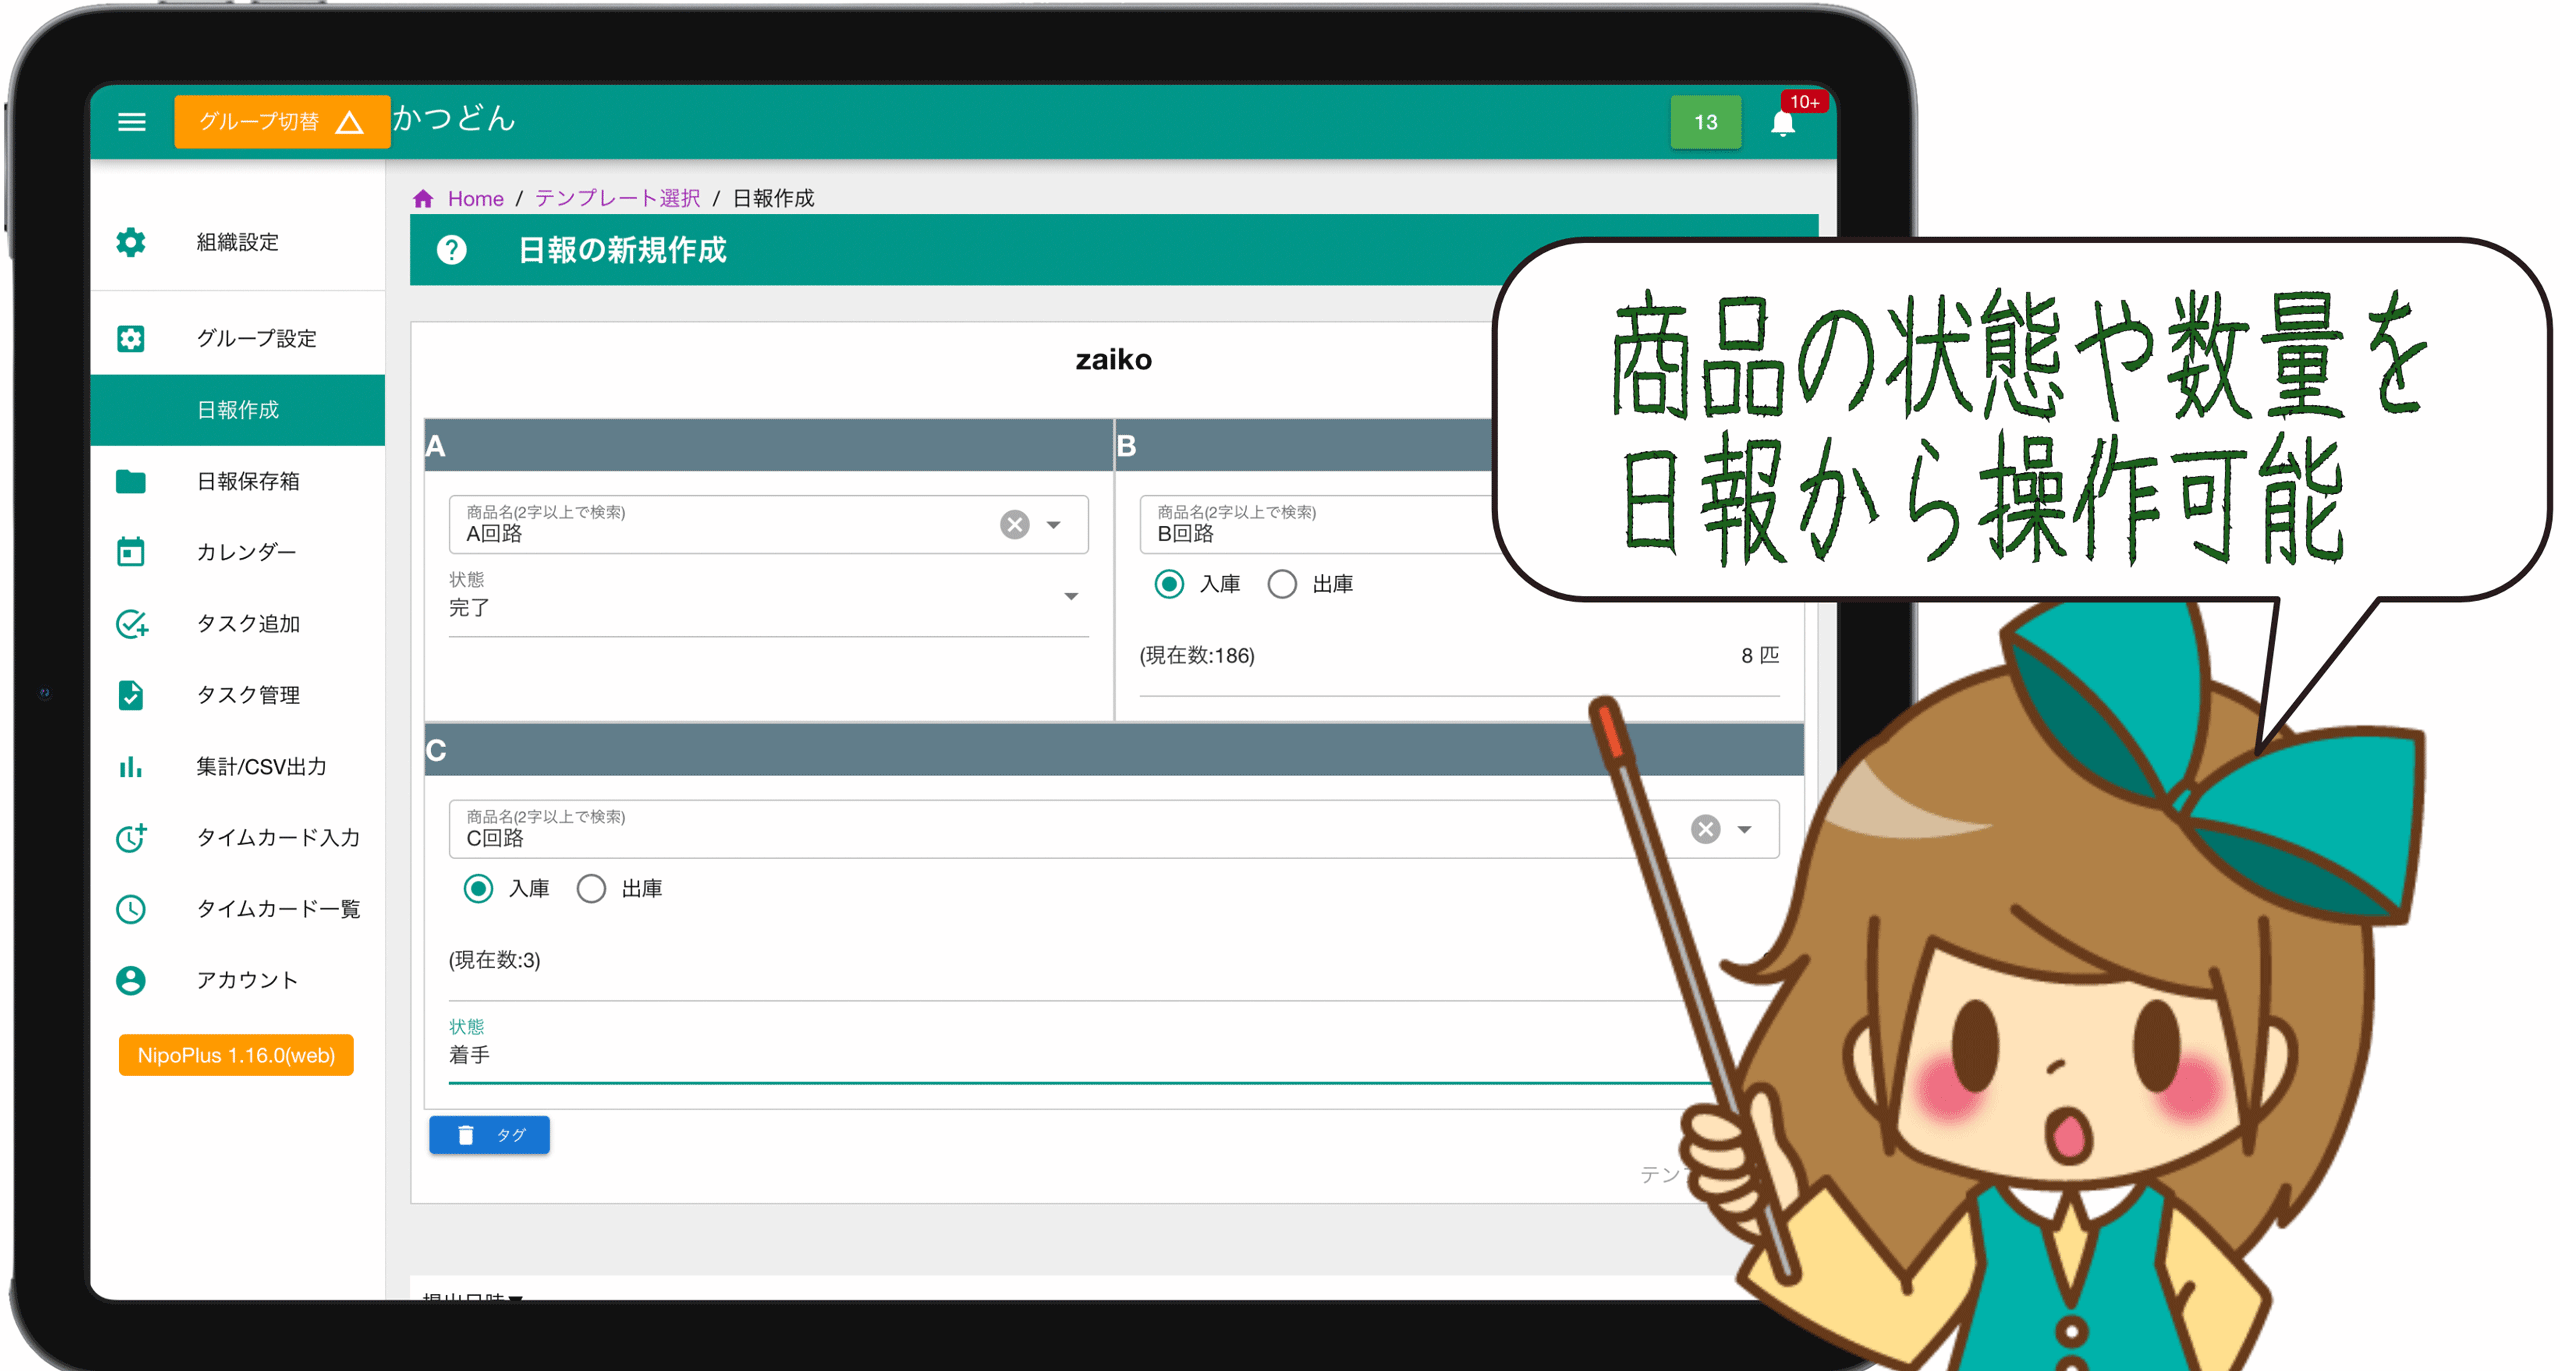 グループ切替 かつどん 13 10+
Home / テンプレート選択 / 日報作成
日報の新規作成
組織設定
グループ設定
日報作成
日報保存箱
カレンダー
タスク追加
タスク管理
集計/CSV出力
タイムカード入力
タイムカード一覧
アカウント
NipoPlus 1.16.0(web)
zaiko
A
商品名(2字以上で検索)
A回路
状態
完了
B
商品名(2字以上で検索)
B回路
入庫 出庫
(現在数:186) 8 匹
C
商品名(2字以上で検索)
C回路
入庫 出庫
(現在数:3)
状態
着手
タグ
商品の状態や数量を
日報から操作可能